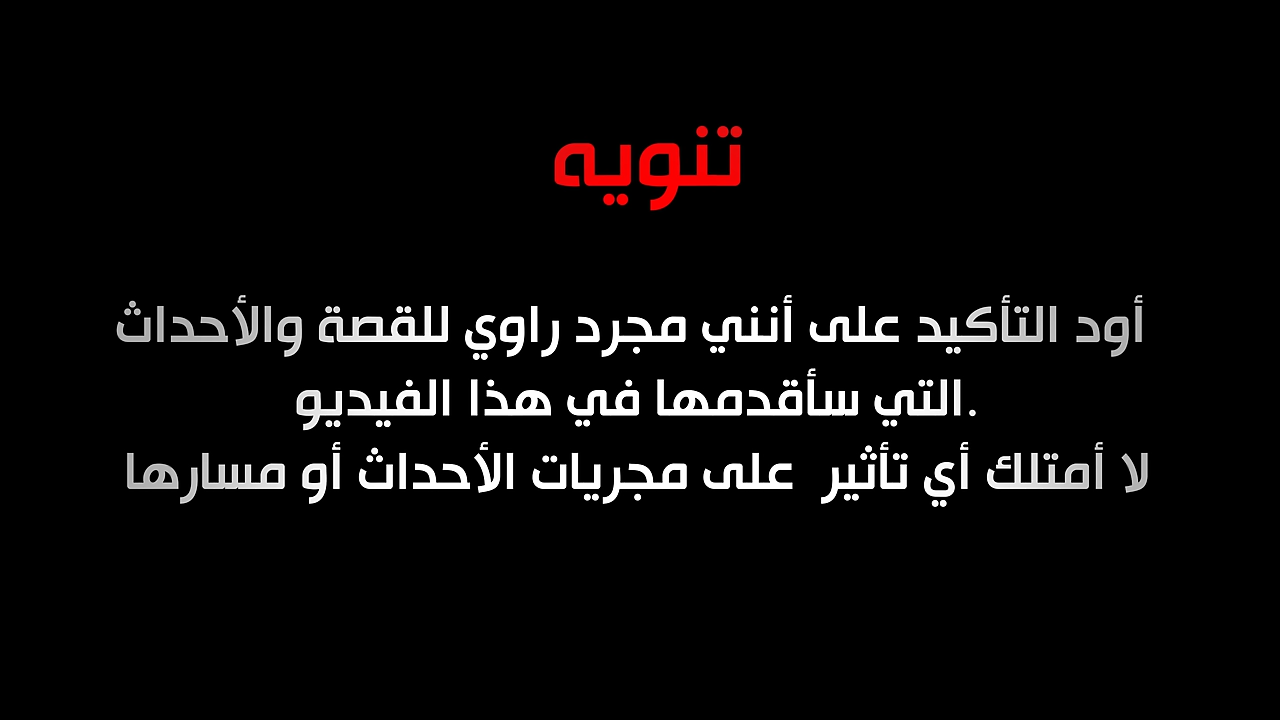 تنويه
أود التأكيد على أنني مجرد راوي للقصة والأحداث
.التي سأقدمها في هذا الفيديو
لا أمتلك أي تأثير  على مجريات الأحداث أو مسارها